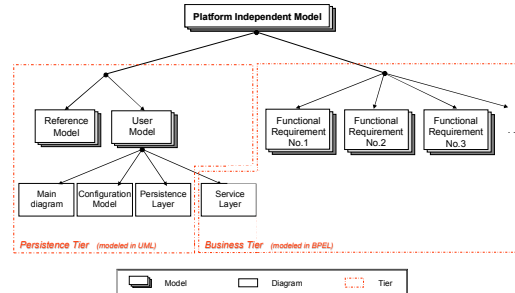 Platform Independent Model
Reference
Model
User
Model
Functional
Requirement
No.1
Functional
Requirement
No.2
Functional
Requirement
No.3
...
Main
diagram
Configuration
Model
Persistence
Layer
Service
Layer
Persistence Tier (modeled in UML)
Business Tier (modeled in BPEL)
Model
Diagram
Tier